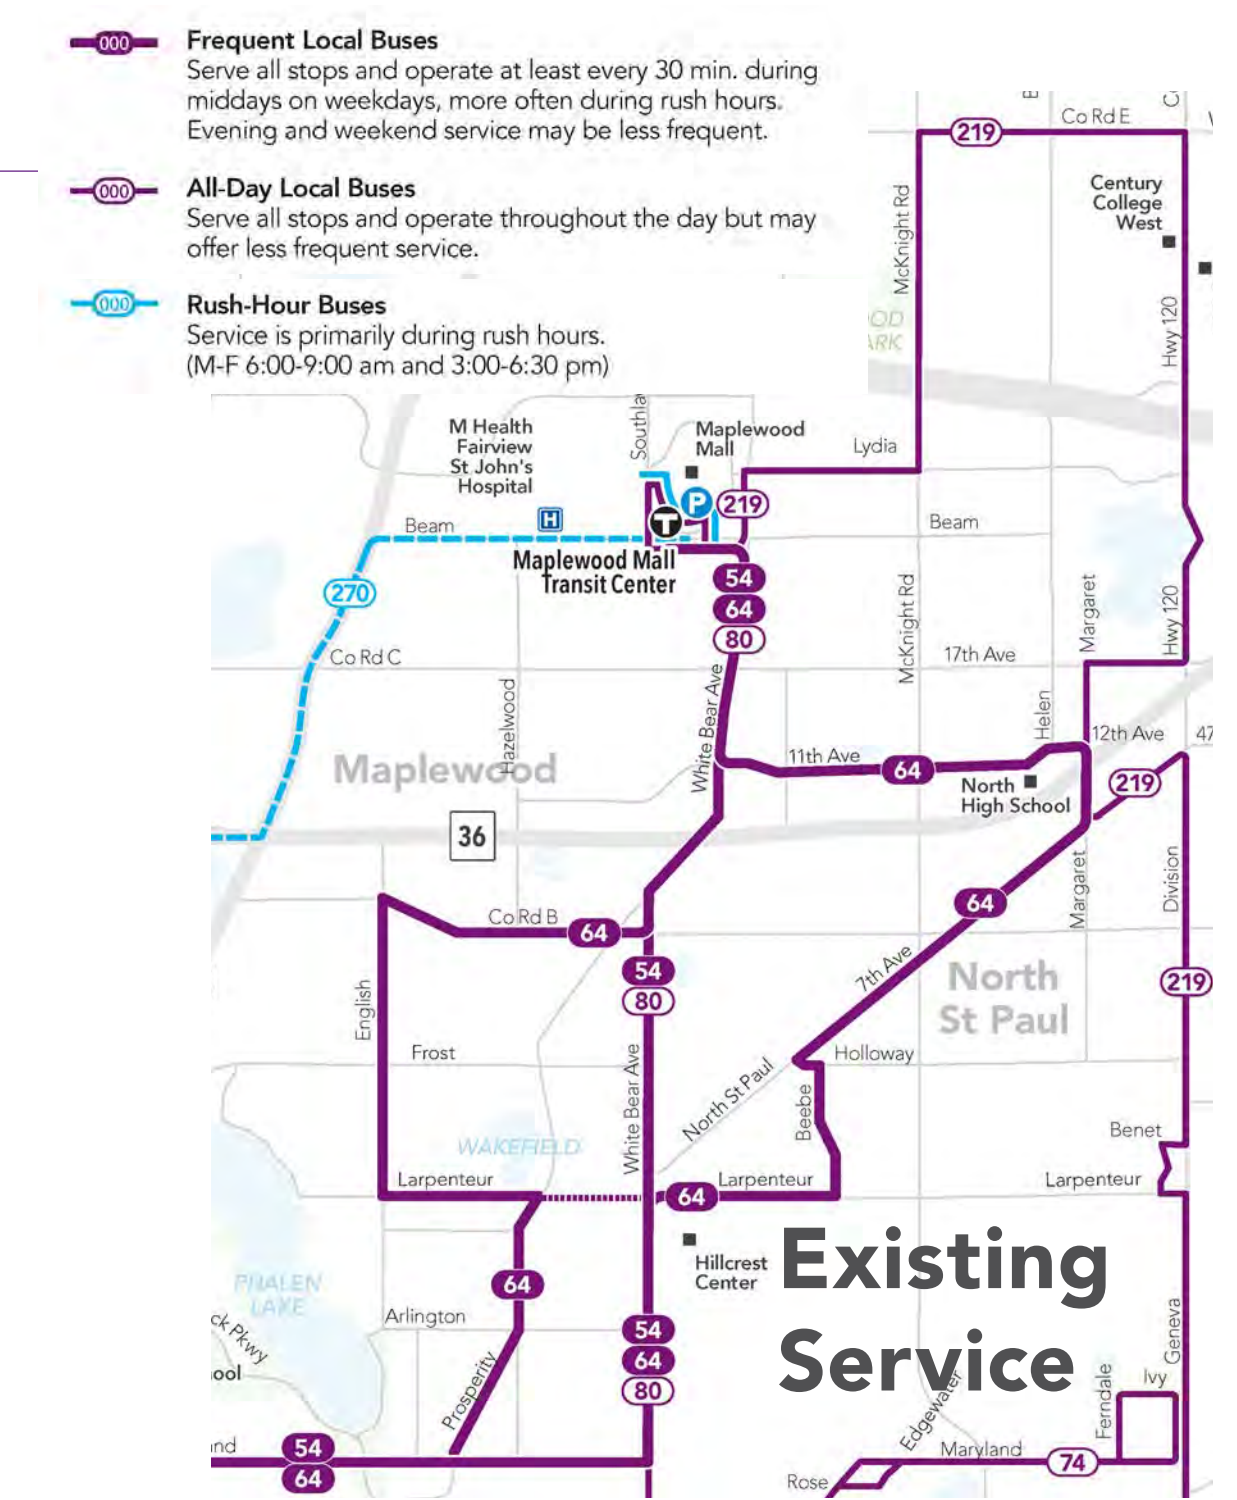 000
Frequent Local Buses
Serve all stops and operate at least every 30 min. during
middays on weekdays, more often during rush hours.
Evening and weekend service may be less frequent.
000
All-Day Local Buses
Serve all stops and operate throughout the day but may
offer less frequent service.
000
Rush-Hour Buses
Service is primarily during rush hours.
(M-F 6:00-9:00 am and 3:00-6:30 pm)
219
Co Rd E
Century
College
West
McKnight Rd
Hwy 120
M Health
Fairview
St John's
Hospital
Maplewood
Mall
Lydia
H
P
T
219
Beam
Beam
Maplewood Mall
Transit Center
54
64
80
270
McKnight Rd
Margaret
Hwy 120
Co Rd C
17th Ave
Hazelwood
White Bear Ave
Helen
12th Ave
47
11th Ave
64
Maplewood
North
High School
219
36
Margaret
Division
Co Rd B
64
64
54
80
7th Ave
North
St Paul
219
English
Frost
White Bear Ave
North St Paul
Holloway
Beebe
WAKEFIELD
Benet
Larpenteur
64
Larpenteur
Larpenteur
Hillcrest
Center
Existing
Service
64
PHALEN
LAKE
Arlington
54
64
80
ck Pkwy
ool
Prosperity
Geneva
Ivy
Ferndale
Edgewater
nd
54
64
Maryland
74
Rose